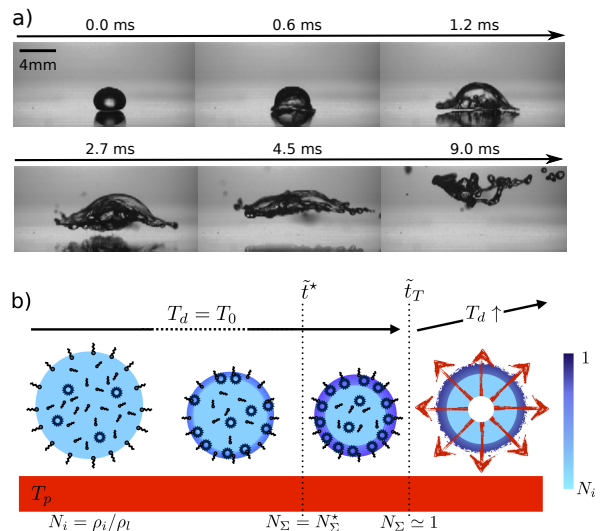 a)
0.0 ms 0.6 ms 1.2 ms
4mm
2.7 ms 4.5 ms 9.0 ms
b)
t̃⋆ t̃_T
T_d = T_0 T_d ↑
1
T_p N_i
N_i = ρ_i/ρ_l N_Σ = N_Σ^⋆ N_Σ ≃ 1